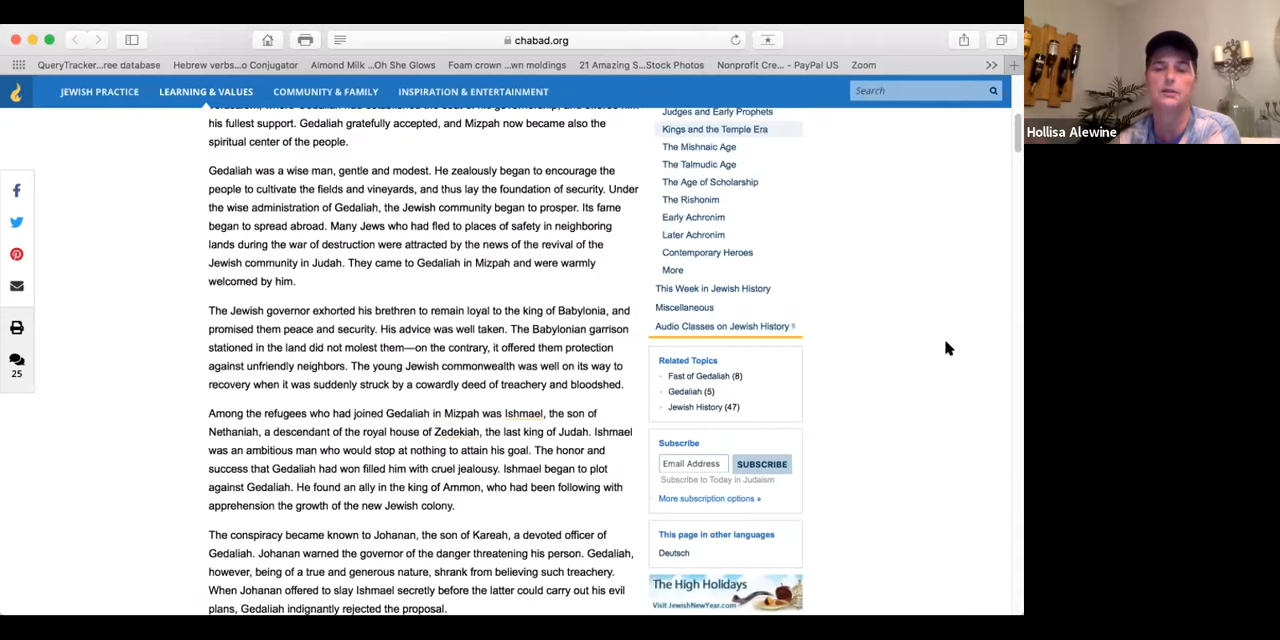 chabad.org
QueryTracker...ree database
Hebrew verbs...o Conjugator
Almond Milk ...Oh She Glows
Foam crown ...wn moldings
21 Amazing S...Stock Photos
Nonprofit Cre... - PayPal US
Zoom
JEWISH PRACTICE
LEARNING & VALUES
COMMUNITY & FAMILY
INSPIRATION & ENTERTAINMENT
Search
his fullest support. Gedaliah gratefully accepted, and Mizpah now became also the
spiritual center of the people.
Gedaliah was a wise man, gentle and modest. He zealously began to encourage the
people to cultivate the fields and vineyards, and thus lay the foundation of security. Under
the wise administration of Gedaliah, the Jewish community began to prosper. Its fame
began to spread abroad. Many Jews who had fled to places of safety in neighboring
lands during the war of destruction were attracted by the news of the revival of the
Jewish community in Judah. They came to Gedaliah in Mizpah and were warmly
welcomed by him.
The Jewish governor exhorted his brethren to remain loyal to the king of Babylonia, and
promised them peace and security. His advice was well taken. The Babylonian garrison
stationed in the land did not molest them—on the contrary, it offered them protection
against unfriendly neighbors. The young Jewish commonwealth was well on its way to
recovery when it was suddenly struck by a cowardly deed of treachery and bloodshed.
Among the refugees who had joined Gedaliah in Mizpah was Ishmael, the son of
Nethaniah, a descendant of the royal house of Zedekiah, the last king of Judah. Ishmael
was an ambitious man who would stop at nothing to attain his goal. The honor and
success that Gedaliah had won filled him with cruel jealousy. Ishmael began to plot
against Gedaliah. He found an ally in the king of Ammon, who had been following with
apprehension the growth of the new Jewish colony.
The conspiracy became known to Johanan, the son of Kareah, a devoted officer of
Gedaliah. Johanan warned the governor of the danger threatening his person. Gedaliah,
however, being of a true and generous nature, shrank from believing such treachery.
When Johanan offered to slay Ishmael secretly before the latter could carry out his evil
plans, Gedaliah indignantly rejected the proposal.
25
Judges and Early Prophets
Kings and the Temple Era
The Mishnaic Age
The Talmudic Age
The Age of Scholarship
The Rishonim
Early Achronim
Later Achronim
Contemporary Heroes
More
This Week in Jewish History
Miscellaneous
Audio Classes on Jewish History
Related Topics
Fast of Gedaliah (8)
Gedaliah (5)
Jewish History (47)
Subscribe
Email Address
SUBSCRIBE
Subscribe to Today in Judaism
More subscription options »
This page in other languages
Deutsch
The High Holidays
Visit JewishNewYear.com
Hollisa Alewine